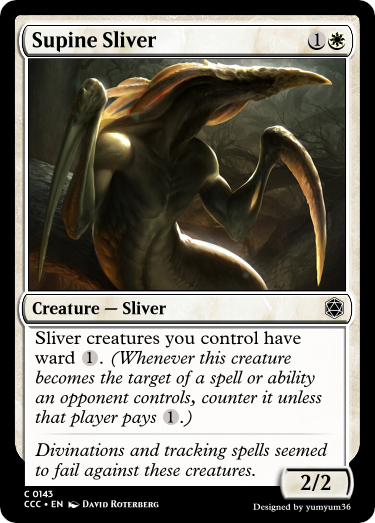 Supine Sliver 1
Creature — Sliver
Sliver creatures you control have
ward 1. (Whenever this creature
becomes the target of a spell or ability
an opponent controls, counter it unless
that player pays 1.)
Divinations and tracking spells seemed
to fail against these creatures.
2/2
C 0143
CCC • EN DAVID ROTERBERG
Designed by yumyum36